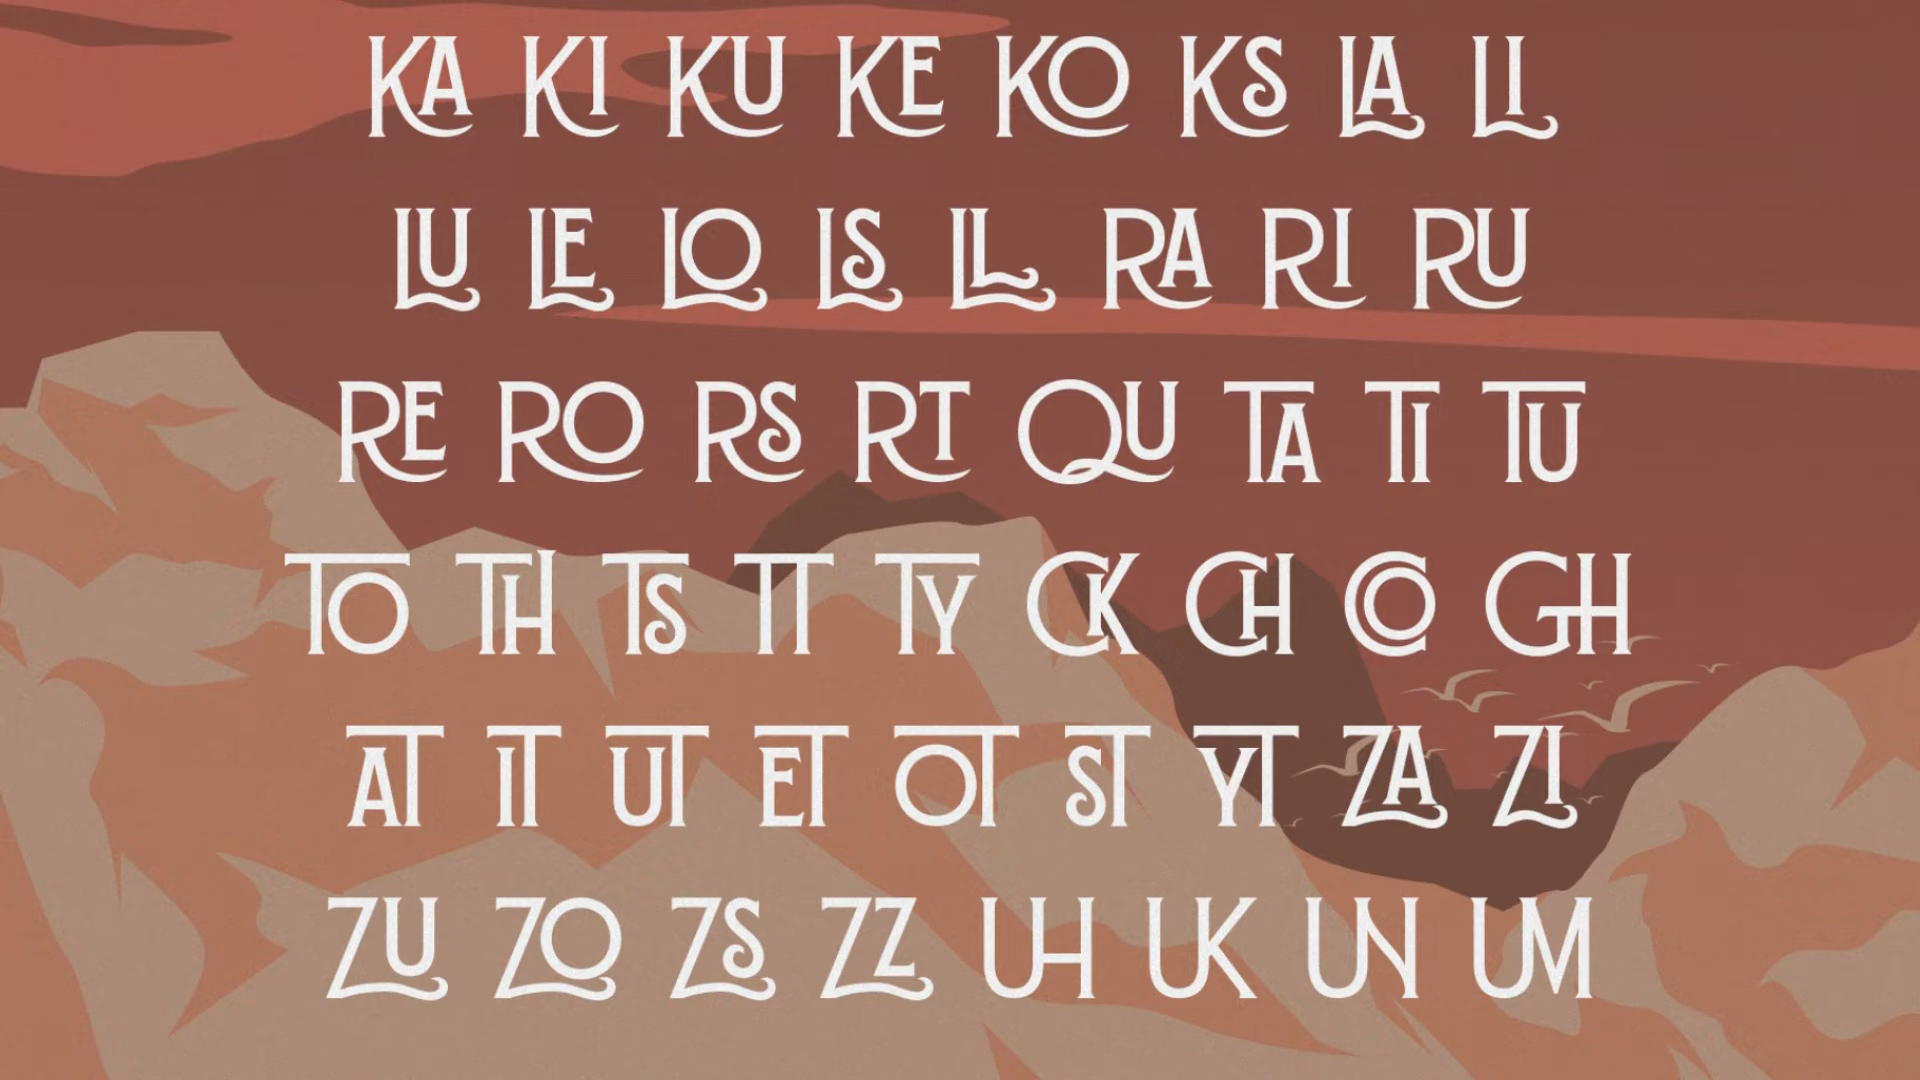 KA KI KU KE KO KS LA LI
LU LE LO LS LL RA RI RU
RE RO RS RT QU TA TI TU
TO TH TS TT TY CK CH CO GH
AT IT UT ET OT ST YT ZA ZI
ZU ZO ZS ZZ UH UK UN UM